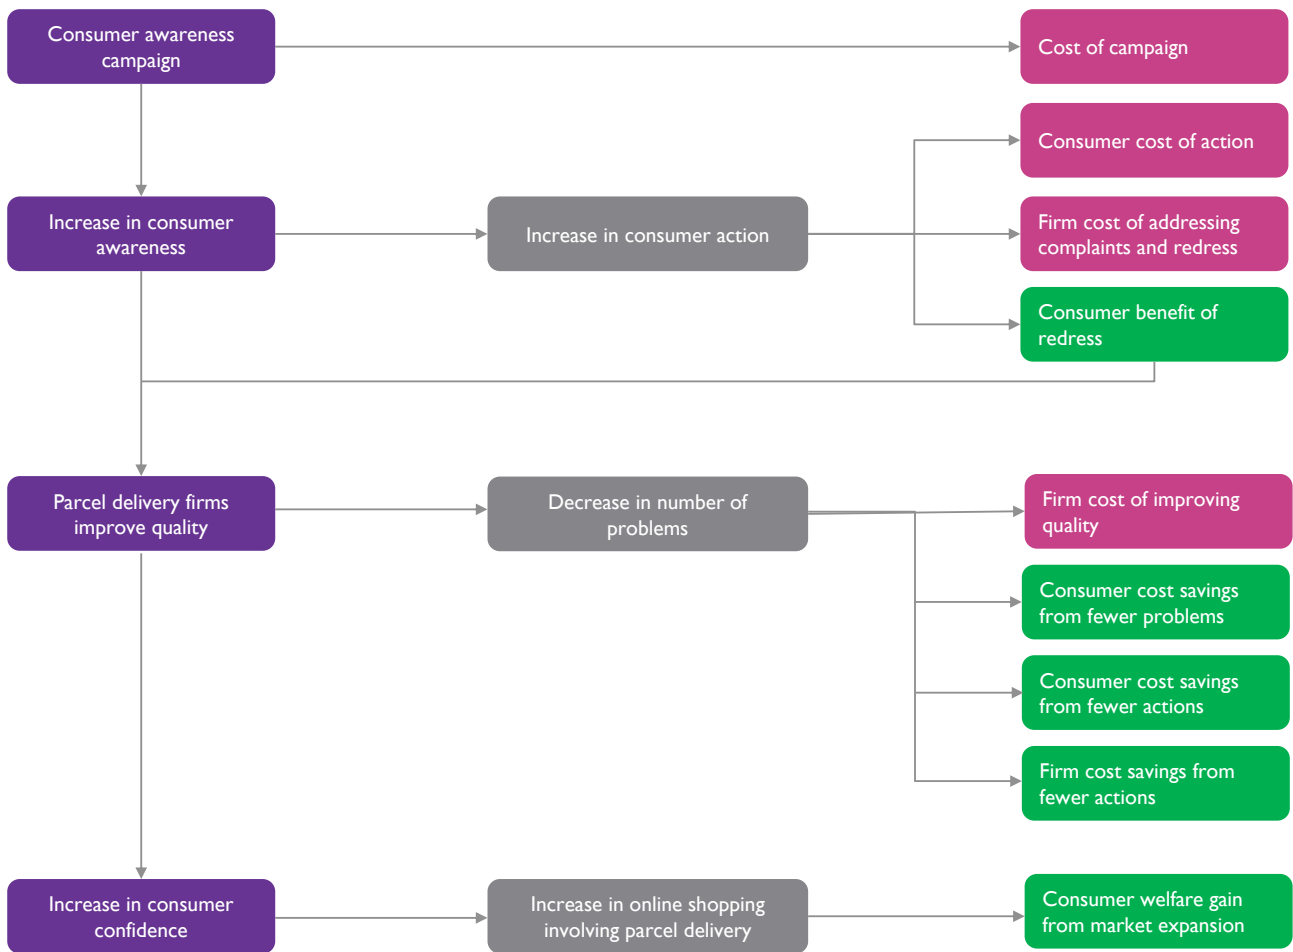 Consumer awareness
campaign
Cost of campaign
Consumer cost of action
Increase in consumer
awareness
Increase in consumer action
Firm cost of addressing
complaints and redress
Consumer benefit of
redress
Parcel delivery firms
improve quality
Decrease in number of
problems
Firm cost of improving
quality
Consumer cost savings
from fewer problems
Consumer cost savings
from fewer actions
Firm cost savings from
fewer actions
Increase in consumer
confidence
Increase in online shopping
involving parcel delivery
Consumer welfare gain
from market expansion